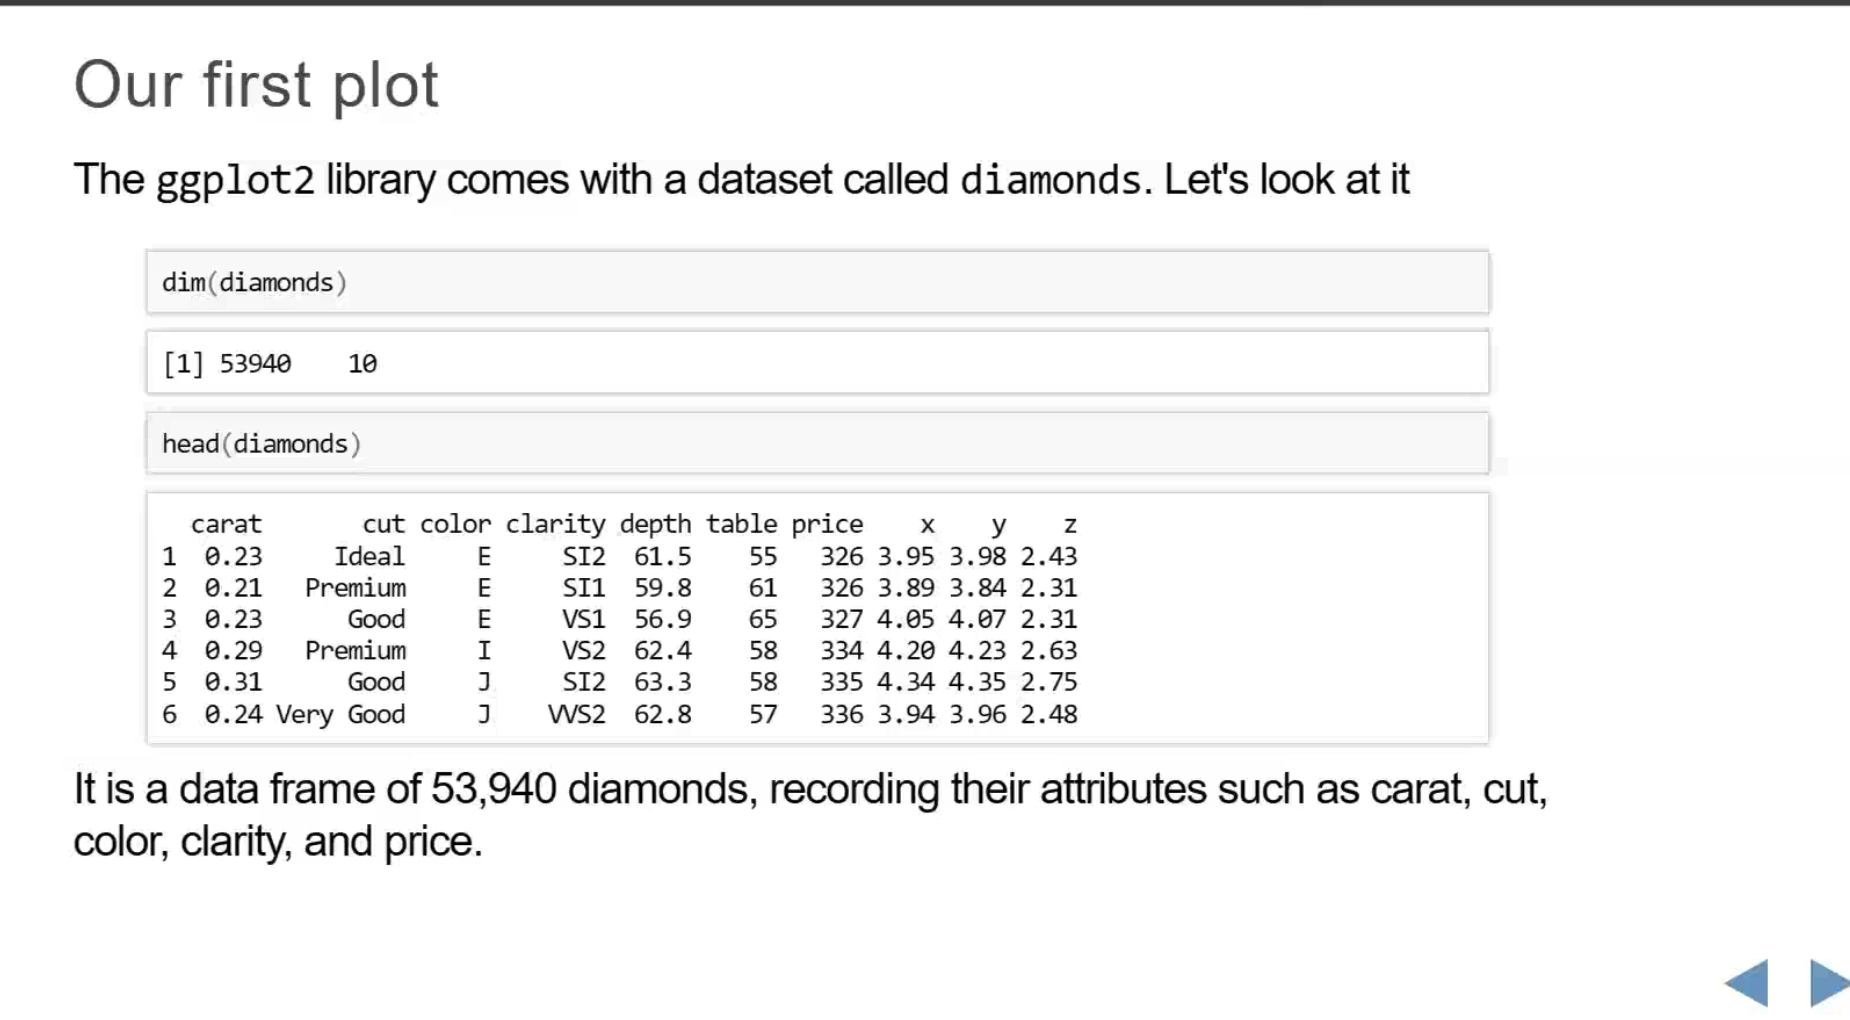 Our first plot
The ggplot2 library comes with a dataset called diamonds. Let's look at it
dim(diamonds)
[1] 53940    10
head(diamonds)
  carat       cut color clarity depth table price    x    y    z
1  0.23     Ideal     E     SI2  61.5    55   326 3.95 3.98 2.43
2  0.21   Premium     E     SI1  59.8    61   326 3.89 3.84 2.31
3  0.23      Good     E     VS1  56.9    65   327 4.05 4.07 2.31
4  0.29   Premium     I     VS2  62.4    58   334 4.20 4.23 2.63
5  0.31      Good     J     SI2  63.3    58   335 4.34 4.35 2.75
6  0.24 Very Good     J    VVS2  62.8    57   336 3.94 3.96 2.48
It is a data frame of 53,940 diamonds, recording their attributes such as carat, cut,
color, clarity, and price.